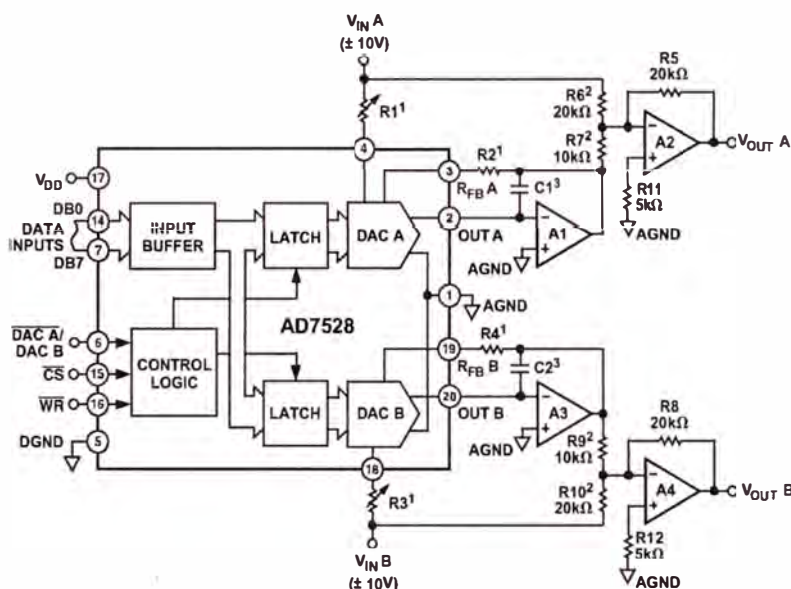 V_IN A
(± 10V)
R1¹
R6²
20kΩ
R7²
10kΩ
R5
20kΩ
A2
V_OUT A
R11
5kΩ
AGND
4
3
R2¹
R_FB A
C1³
2
OUT A
A1
AGND
V_DD
17
DB0
14
DATA
INPUTS
7
DB7
INPUT
BUFFER
LATCH
DAC A
1
AGND
AD7528
D̅A̅C̅ ̅A̅/
DAC B
6
C̅S̅
15
W̅R̅
16
DGND
5
CONTROL
LOGIC
LATCH
DAC B
19
R4¹
R_FB B
C2³
20
OUT B
A3
AGND
R9²
10kΩ
R10²
20kΩ
R8
20kΩ
A4
V_OUT B
R12
5kΩ
AGND
18
R3¹
V_IN B
(± 10V)